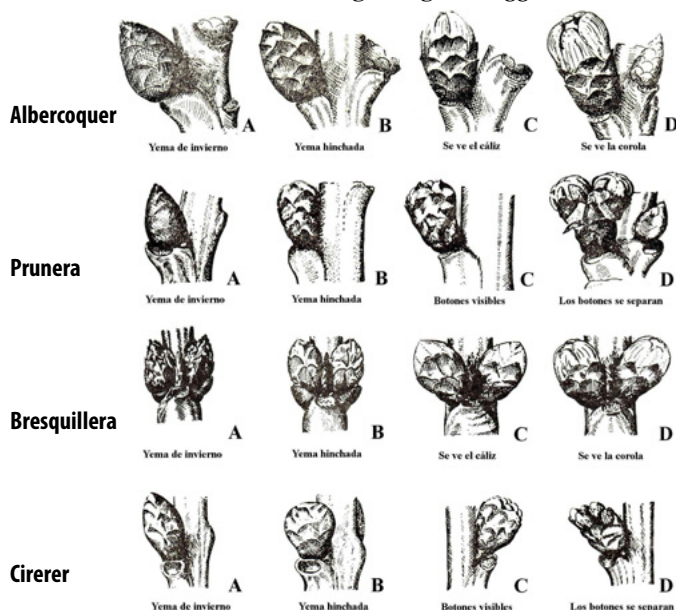 Albercoquer
A B C D
Yema de invierno Yema hinchada Se ve el cáliz Se ve la corola
Prunera
A B C D
Yema de invierno Yema hinchada Botones visibles Los botones se separan
Bresquillera
A B C D
Yema de invierno Yema hinchada Se ve el cáliz Se ve la corola
Cirerer
A B C D
Yema de invierno Yema hinchada Botones visibles Los botones se separan